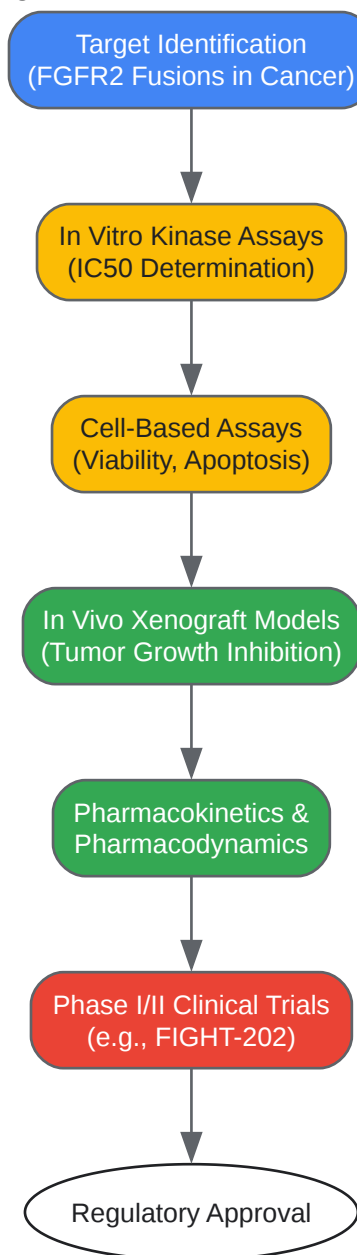 Target Identification
(FGFR2 Fusions in Cancer)
In Vitro Kinase Assays
(IC50 Determination)
Cell-Based Assays
(Viability, Apoptosis)
In Vivo Xenograft Models
(Tumor Growth Inhibition)
Pharmacokinetics &
Pharmacodynamics
Phase I/II Clinical Trials
(e.g., FIGHT-202)
Regulatory Approval